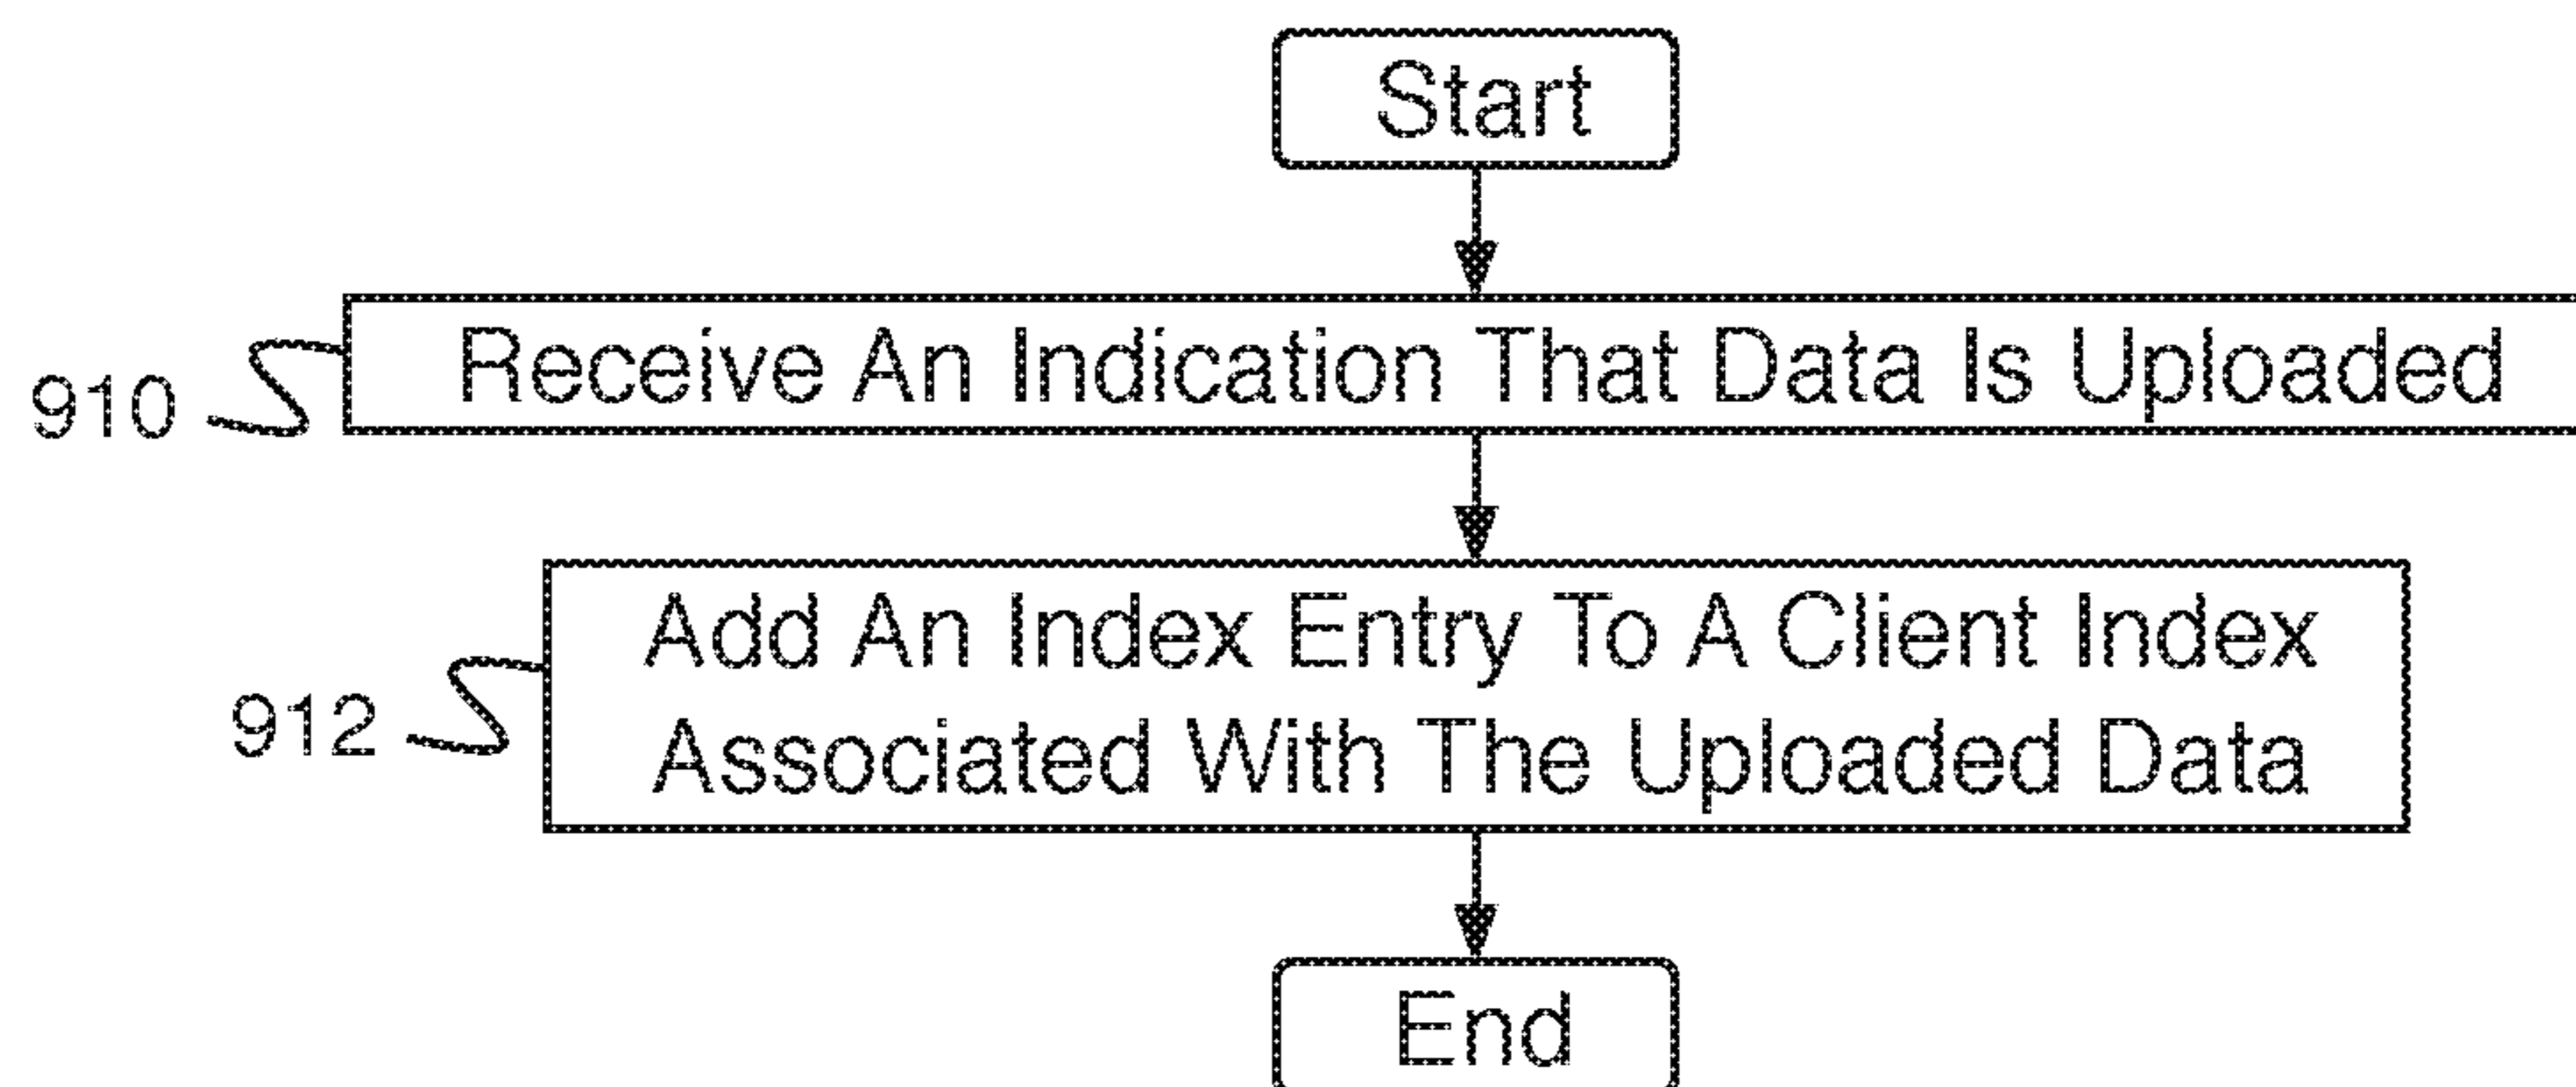 Start
910
Receive An Indication That Data Is Uploaded
912
Add An Index Entry To A Client Index
Associated With The Uploaded Data
End